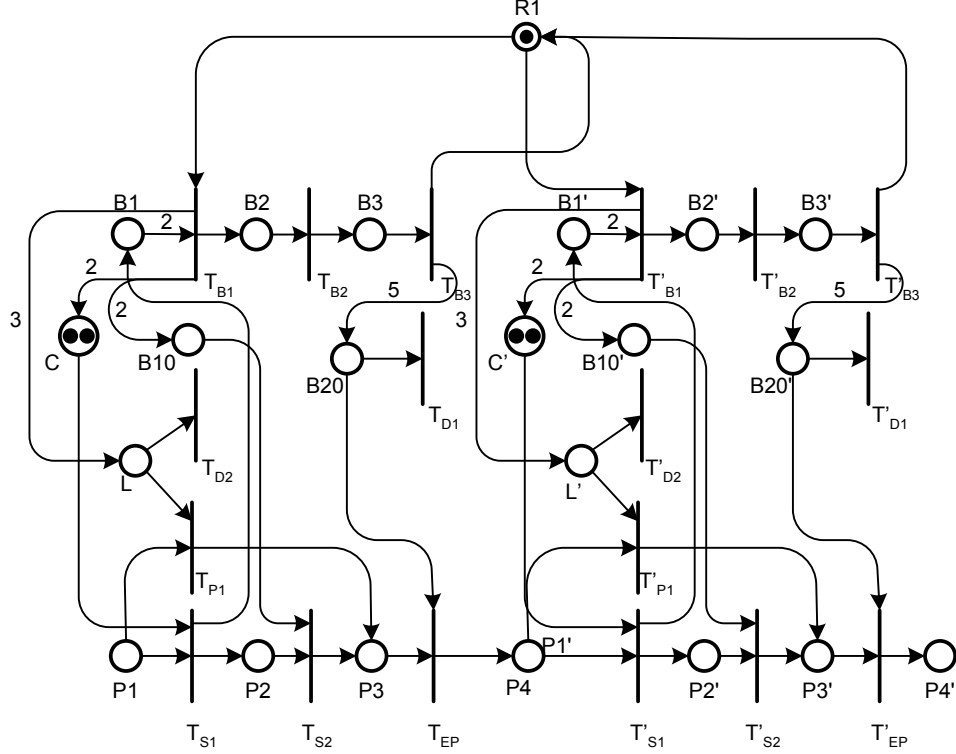 R1
B1 2 B2 B3 B1' 2 B2' B3'
T_B1 T_B2 T_B3 T'_B1 T'_B2 T'_B3
2 2 5 2 2 5
3 3
C B10 B20 C' B10' B20'
T_D1 T'_D1
L T_D2 L' T'_D2
T_P1 T'_P1
P1 P2 P3 P4 P1' P2' P3' P4'
T_S1 T_S2 T_EP T'_S1 T'_S2 T'_EP